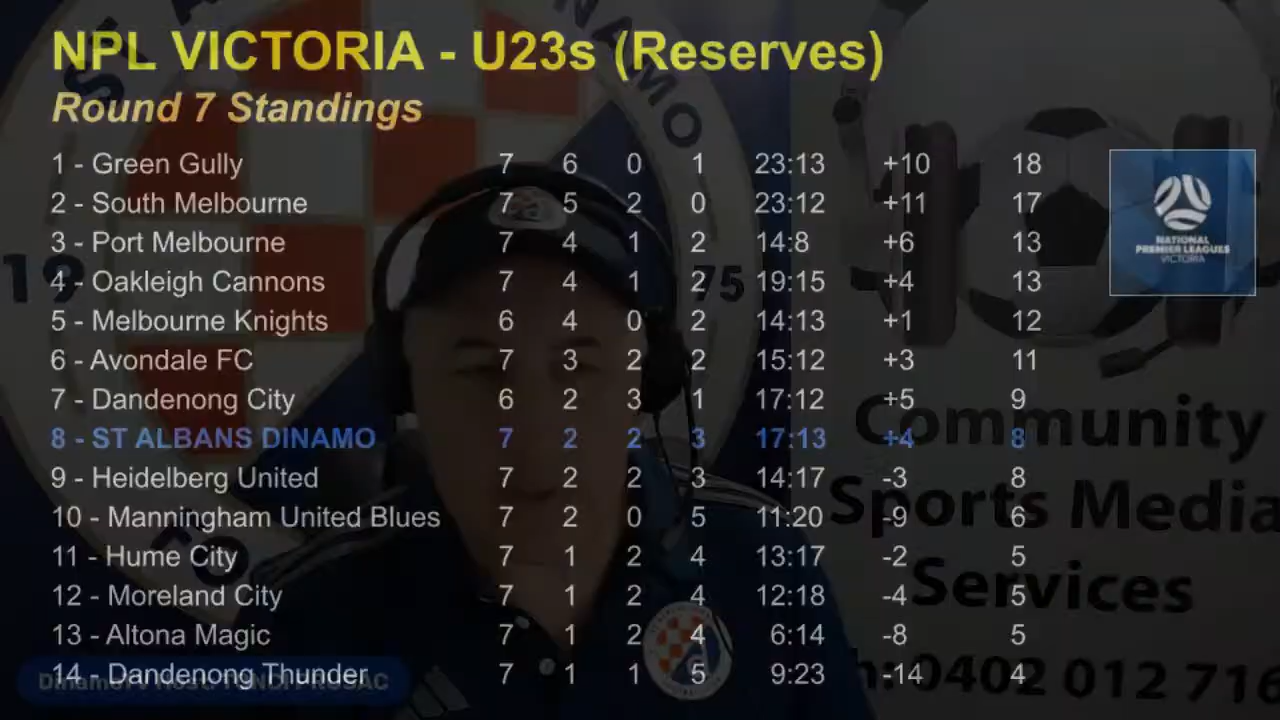 NPL VICTORIA - U23s (Reserves)
Round 7 Standings
1 - Green Gully 7 6 0 1 23:13 +10 18
2 - South Melbourne 7 5 2 0 23:12 +11 17
3 - Port Melbourne 7 4 1 2 14:8 +6 13
4 - Oakleigh Cannons 7 4 1 2 19:15 +4 13
5 - Melbourne Knights 6 4 0 2 14:13 +1 12
6 - Avondale FC 7 3 2 2 15:12 +3 11
7 - Dandenong City 6 2 3 1 17:12 +5 9
8 - ST ALBANS DINAMO 7 2 2 3 17:13 +4 8
9 - Heidelberg United 7 2 2 3 14:17 -3 8
10 - Manningham United Blues 7 2 0 5 11:20 -9 6
11 - Hume City 7 1 2 4 13:17 -2 5
12 - Moreland City 7 1 2 4 12:18 -4 5
13 - Altona Magic 7 1 2 4 6:14 -8 5
14 - Dandenong Thunder 7 1 1 5 9:23 -14 4
NATIONAL
PREMIER LEAGUES
VICTORIA
19 75
Community
Sports Media
Services
h: 0402 012 716